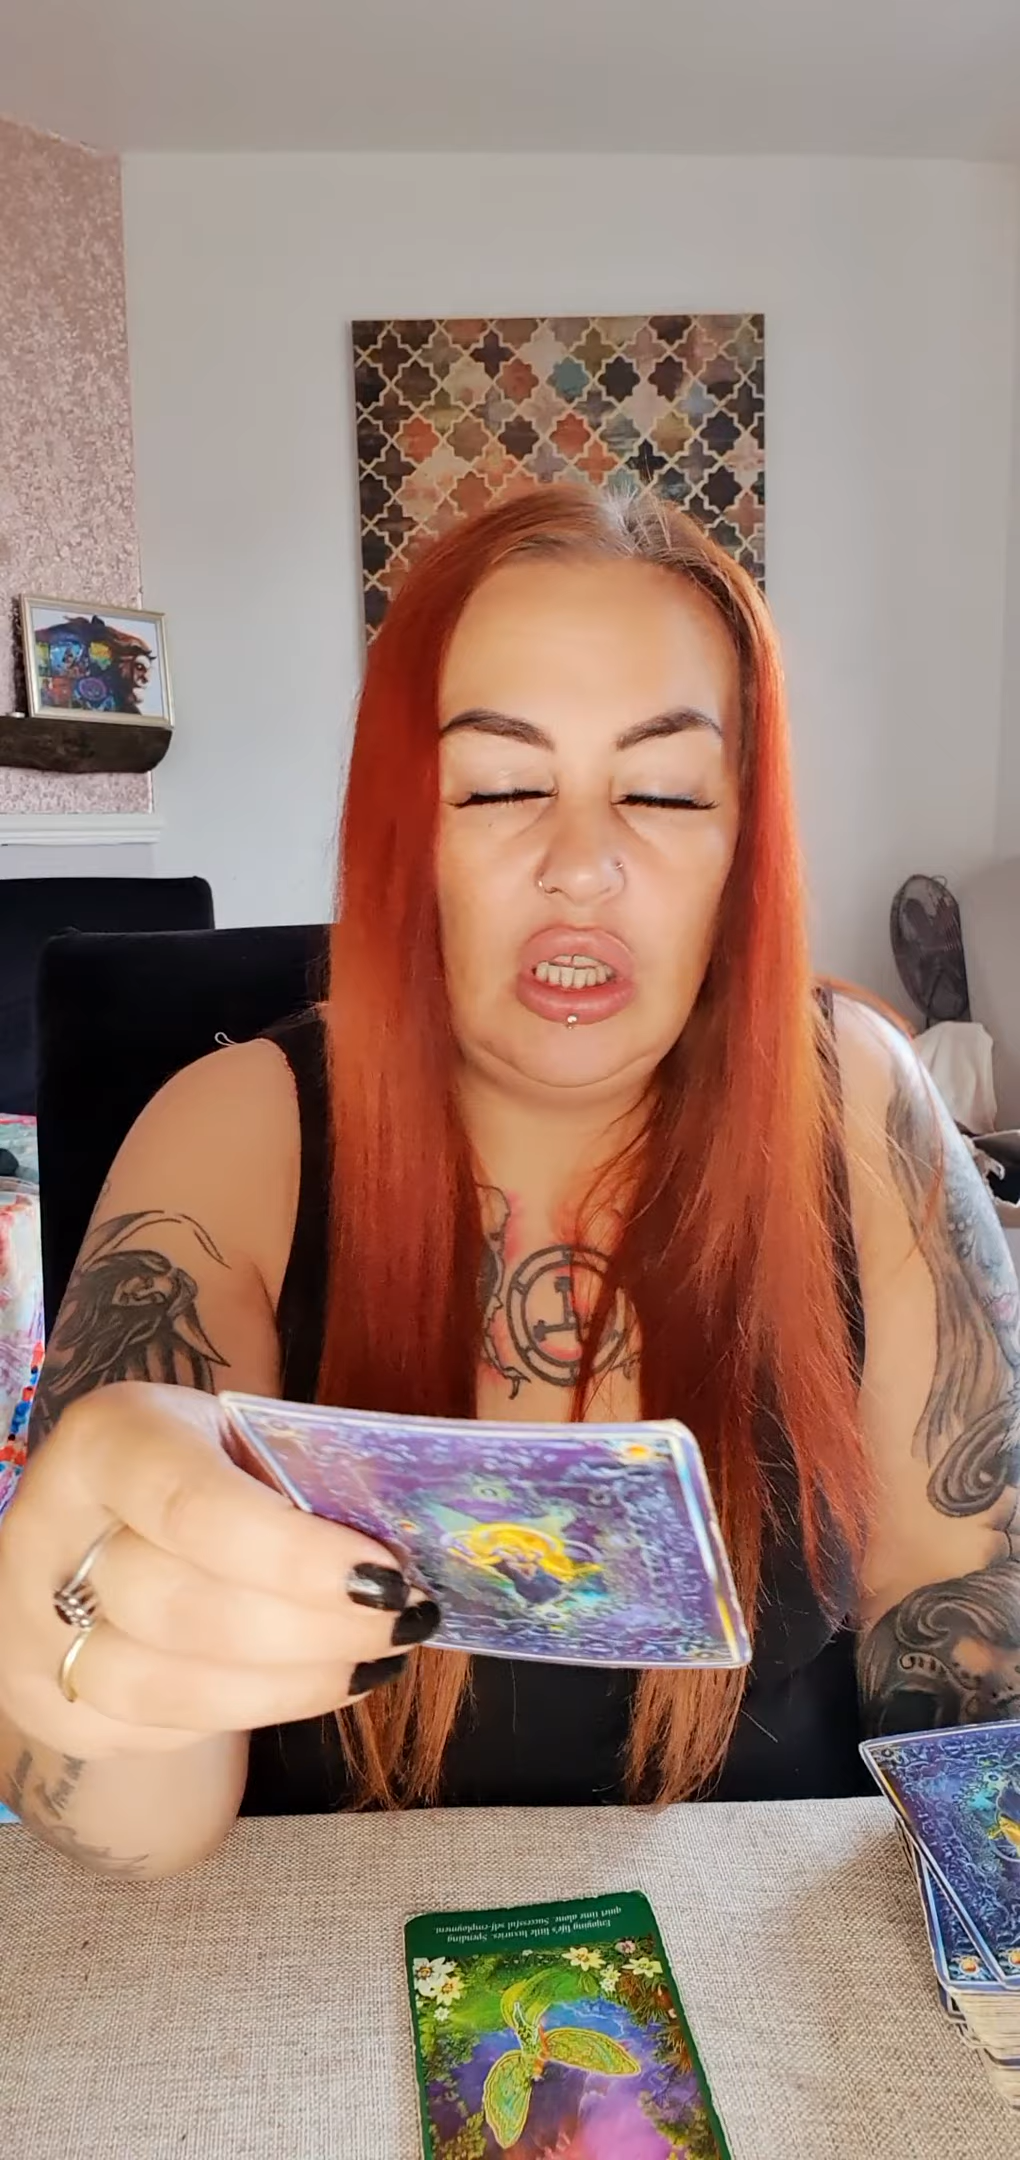 Enjoying life's little luxuries. Spending
quiet time alone. Successful self-employment